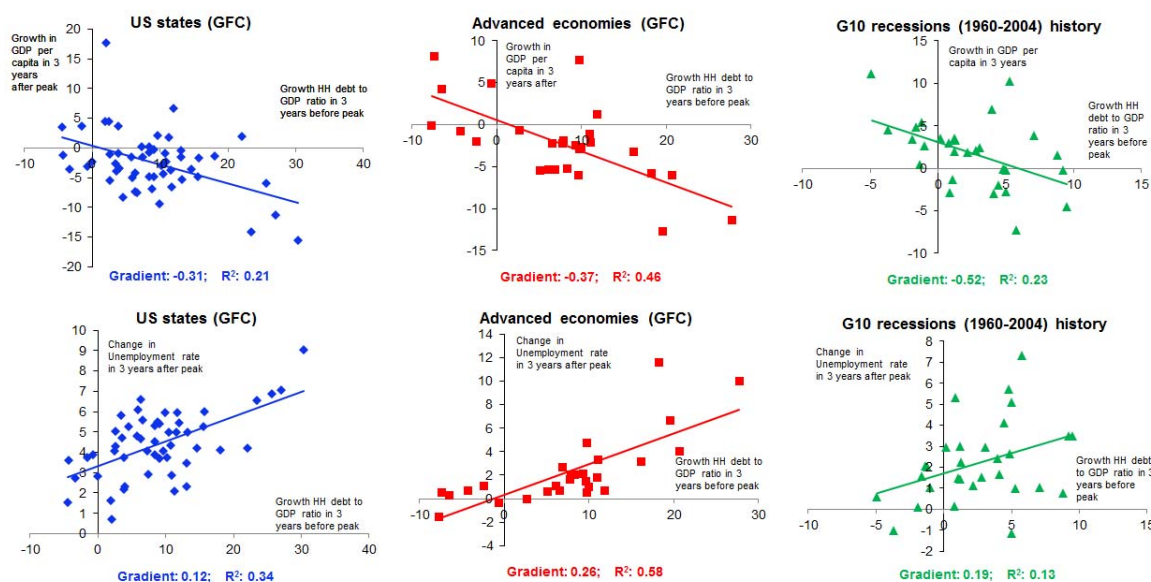 US states (GFC)
Growth in
GDP per
capita in 3
years
after peak
Growth HH
debt to GDP
ratio in 3
years before
peak
20
15
10
5
0
-5
-10
-15
-20
-10
0
10
20
30
40
Gradient: -0.31; R²: 0.21
Advanced economies (GFC)
Growth in
GDP per
capita in 3
years after
Growth HH debt to
GDP ratio in 3
years before peak
10
5
0
-5
-10
-15
-10
0
10
20
30
Gradient: -0.37; R²: 0.46
G10 recessions (1960-2004) history
Growth in GDP per
capita in 3 years
Growth HH
debt to GDP
ratio in 3
years before
peak
15
10
5
0
-5
-10
-5
0
5
10
15
Gradient: -0.52; R²: 0.23
US states (GFC)
Change in
Unemployment rate
in 3 years after peak
Growth HH debt to
GDP ratio in 3
years before peak
10
9
8
7
6
5
4
3
2
1
0
-10
0
10
20
30
40
Gradient: 0.12; R²: 0.34
Advanced economies (GFC)
Change in
Unemployment rate
in 3 years after peak
Growth HH debt to
GDP ratio in 3
years before peak
14
12
10
8
6
4
2
0
-2
-4
-10
0
10
20
30
Gradient: 0.26; R²: 0.58
G10 recessions (1960-2004) history
Change in
Unemployment rate
in 3 years after peak
Growth HH debt
to GDP ratio in 3
years before
peak
8
7
6
5
4
3
2
1
0
-1
-2
-5
0
5
10
15
Gradient: 0.19; R²: 0.13